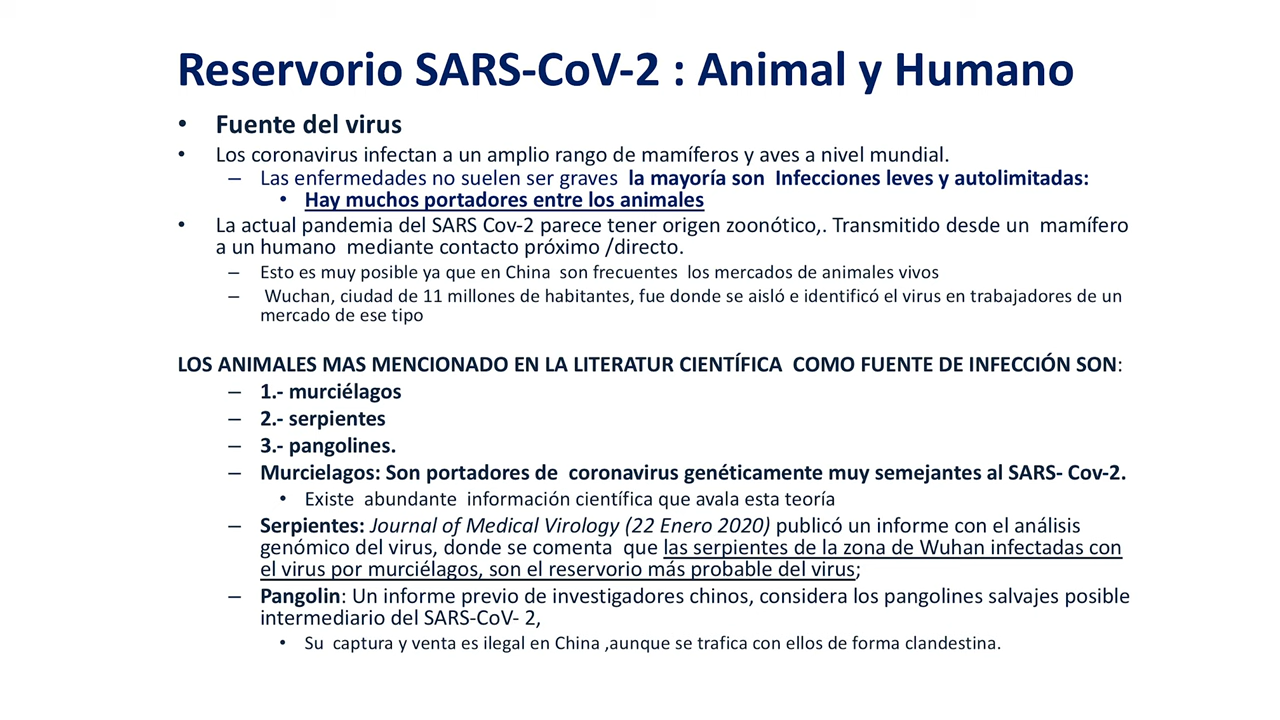 Reservorio SARS-CoV-2 : Animal y Humano
• Fuente del virus
• Los coronavirus infectan a un amplio rango de mamíferos y aves a nivel mundial.
– Las enfermedades no suelen ser graves la mayoría son Infecciones leves y autolimitadas:
• Hay muchos portadores entre los animales
• La actual pandemia del SARS Cov-2 parece tener origen zoonótico,. Transmitido desde un mamífero
a un humano mediante contacto próximo /directo.
– Esto es muy posible ya que en China son frecuentes los mercados de animales vivos
– Wuchan, ciudad de 11 millones de habitantes, fue donde se aisló e identificó el virus en trabajadores de un
mercado de ese tipo
LOS ANIMALES MAS MENCIONADO EN LA LITERATUR CIENTÍFICA COMO FUENTE DE INFECCIÓN SON:
– 1.- murciélagos
– 2.- serpientes
– 3.- pangolines.
– Murcielagos: Son portadores de coronavirus genéticamente muy semejantes al SARS- Cov-2.
• Existe abundante información científica que avala esta teoría
– Serpientes: Journal of Medical Virology (22 Enero 2020) publicó un informe con el análisis
genómico del virus, donde se comenta que las serpientes de la zona de Wuhan infectadas con
el virus por murciélagos, son el reservorio más probable del virus;
– Pangolin: Un informe previo de investigadores chinos, considera los pangolines salvajes posible
intermediario del SARS-CoV- 2,
• Su captura y venta es ilegal en China ,aunque se trafica con ellos de forma clandestina.